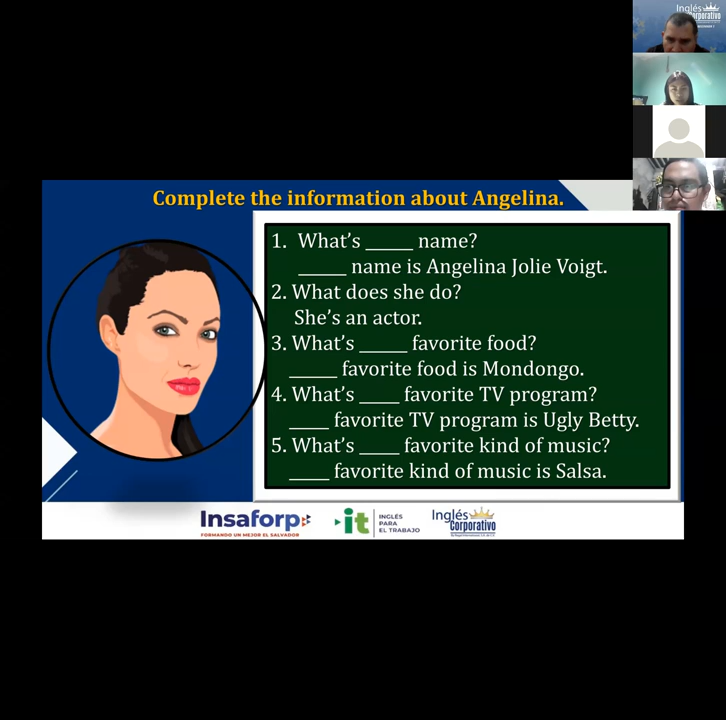 Inglés
Corporativo
Complete the information about Angelina.
1. What's _____ name?
_____ name is Angelina Jolie Voigt.
2. What does she do?
She's an actor.
3. What's _____ favorite food?
_____ favorite food is Mondongo.
4. What's ____ favorite TV program?
____ favorite TV program is Ugly Betty.
5. What's ____ favorite kind of music?
____ favorite kind of music is Salsa.
Insaforp
FORMANDO UN MEJOR EL SALVADOR
it
INGLÉS
PARA
EL TRABAJO
Inglés
Corporativo